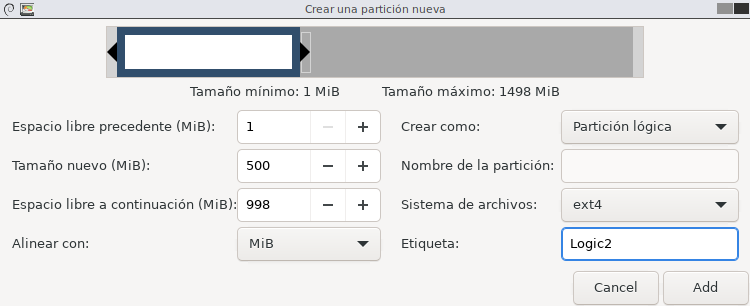 Crear una partición nueva
Tamaño mínimo: 1 MiB Tamaño máximo: 1498 MiB
Espacio libre precedente (MiB): 1 − + Crear como: Partición lógica
Tamaño nuevo (MiB): 500 − + Nombre de la partición:
Espacio libre a continuación (MiB): 998 − + Sistema de archivos: ext4
Alinear con: MiB Etiqueta: Logic2
Cancel Add